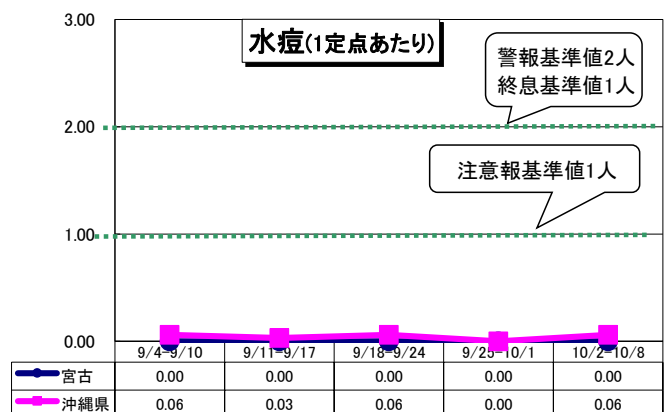 水痘(1定点あたり)
3.00
警報基準値2人
終息基準値1人
2.00
注意報基準値1人
1.00
0.00
9/4-9/10 9/11-9/17 9/18-9/24 9/25-10/1 10/2-10/8
宮古 0.00 0.00 0.00 0.00 0.00
沖縄県 0.06 0.03 0.06 0.00 0.06